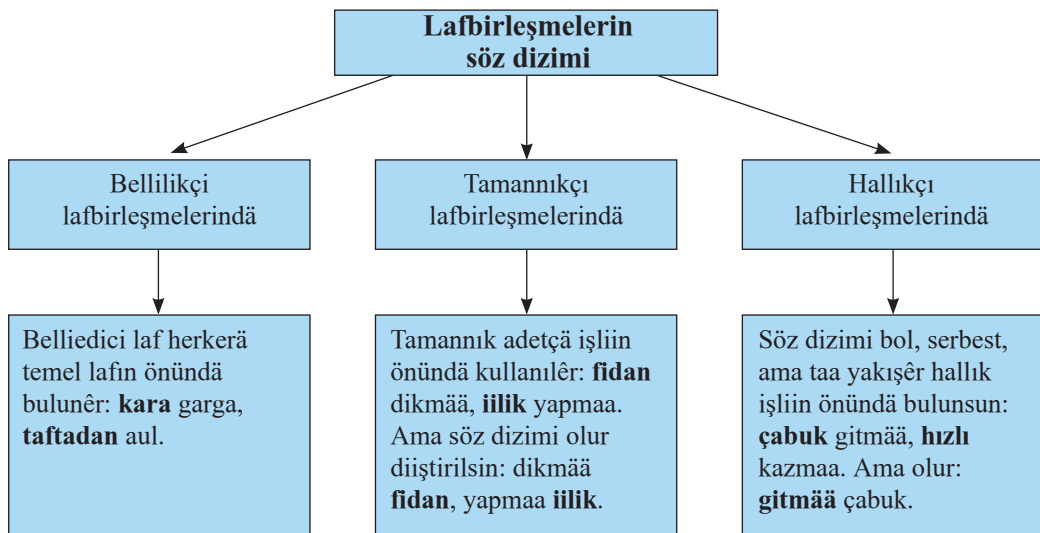 Lafbirleşmelerin
söz dizimi
Bellilikçi
lafbirleşmelerindä
Tamannıkçı
lafbirleşmelerindä
Hallıkçı
lafbirleşmelerindä
Belliedici laf herkerä
temel lafın önündä
bulunêr: kara garga,
taftadan aul.
Tamannık adetçä işliin
önündä kullanılêr: fidan
dikmää, iilik yapmaa.
Ama söz dizimi olur
diiştirilsin: dikmää
fidan, yapmaa iilik.
Söz dizimi bol, serbest,
ama taa yakışêr hallık
işliin önündä bulunsun:
çabuk gitmää, hızlı
kazmaa. Ama olur:
gitmää çabuk.